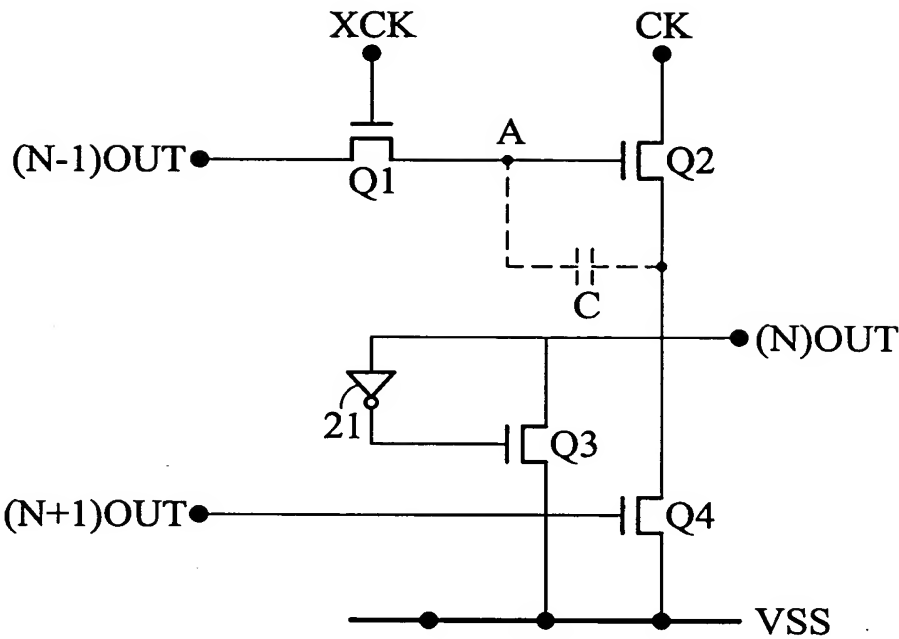 XCK
CK
(N-1)OUT
Q1
A
Q2
C
(N)OUT
21
Q3
(N+1)OUT
Q4
VSS